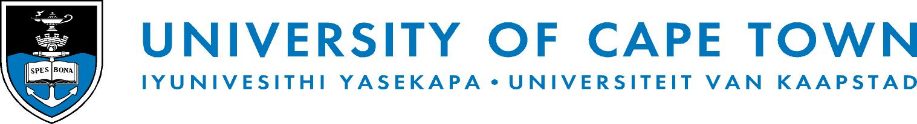 SPES BONA
UNIVERSITY OF CAPE TOWN
IYUNIVESITHI YASEKAPA • UNIVERSITEIT VAN KAAPSTAD